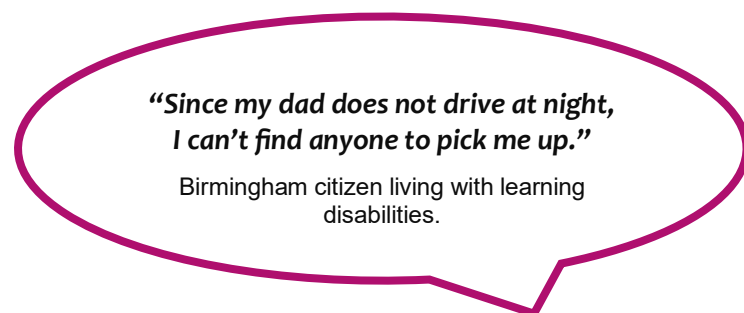 “Since my dad does not drive at night,
I can’t find anyone to pick me up.”
Birmingham citizen living with learning
disabilities.